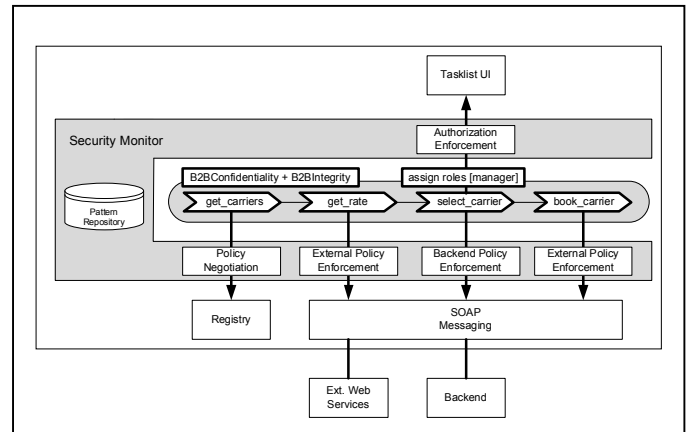 Tasklist UI
Authorization
Enforcement
Security Monitor
B2BConfidentiality + B2BIntegrity
assign roles [manager]
get_carriers
get_rate
select_carrier
book_carrier
Pattern
Repository
Policy
Negotiation
External Policy
Enforcement
Backend Policy
Enforcement
External Policy
Enforcement
Registry
SOAP
Messaging
Ext. Web
Services
Backend